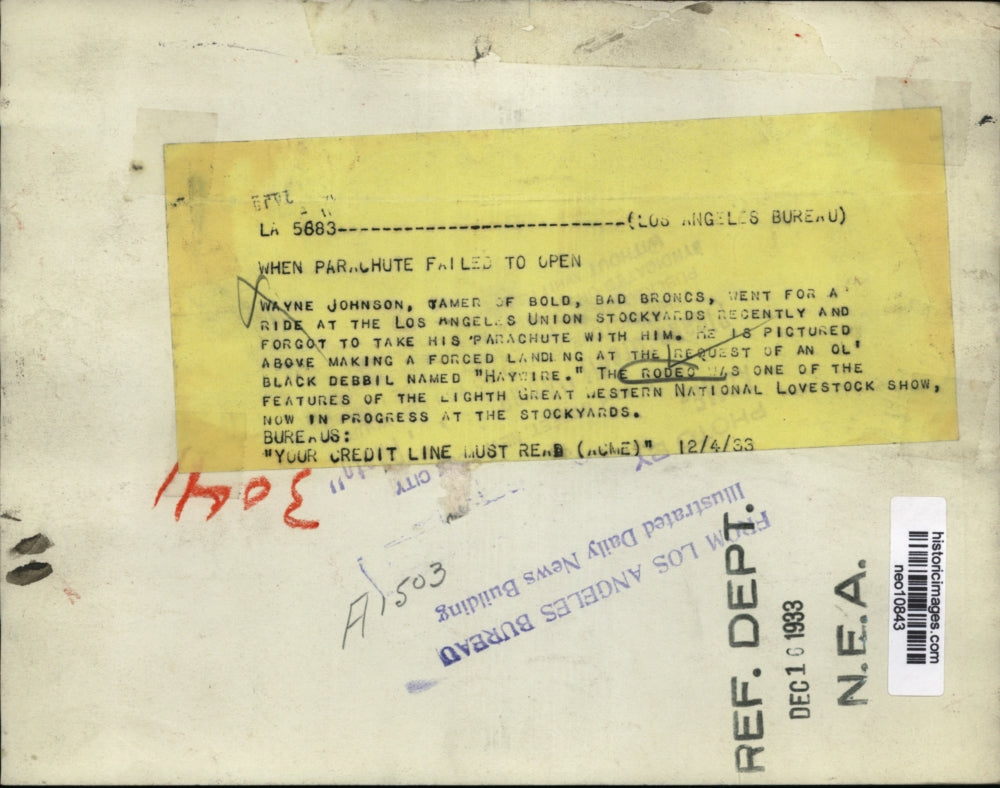 LA 5883--------------------------(LOS ANGELES BUREAU)
WHEN PARACHUTE FAILED TO OPEN
WAYNE JOHNSON, TAMER OF BOLD, BAD BRONCS, WENT FOR A
RIDE AT THE LOS ANGELES UNION STOCKYARDS RECENTLY AND
FORGOT TO TAKE HIS PARACHUTE WITH HIM. HE IS PICTURED
ABOVE MAKING A FORCED LANDING AT THE REQUEST OF AN OL'
BLACK DEBBIL NAMED "HAYWIRE." THE RODEO WAS ONE OF THE
FEATURES OF THE EIGHTH GREAT WESTERN NATIONAL LOVESTOCK SHOW,
NOW IN PROGRESS AT THE STOCKYARDS.
BUREAUS:
"YOUR CREDIT LINE MUST READ (ACME)" 12/4/33
3041
CITY
A1503
FROM LOS ANGELES BUREAU
Illustrated Daily News Building
REF. DEPT.
DEC 16 1933
N.E.A.
historicimages.com
neo10843